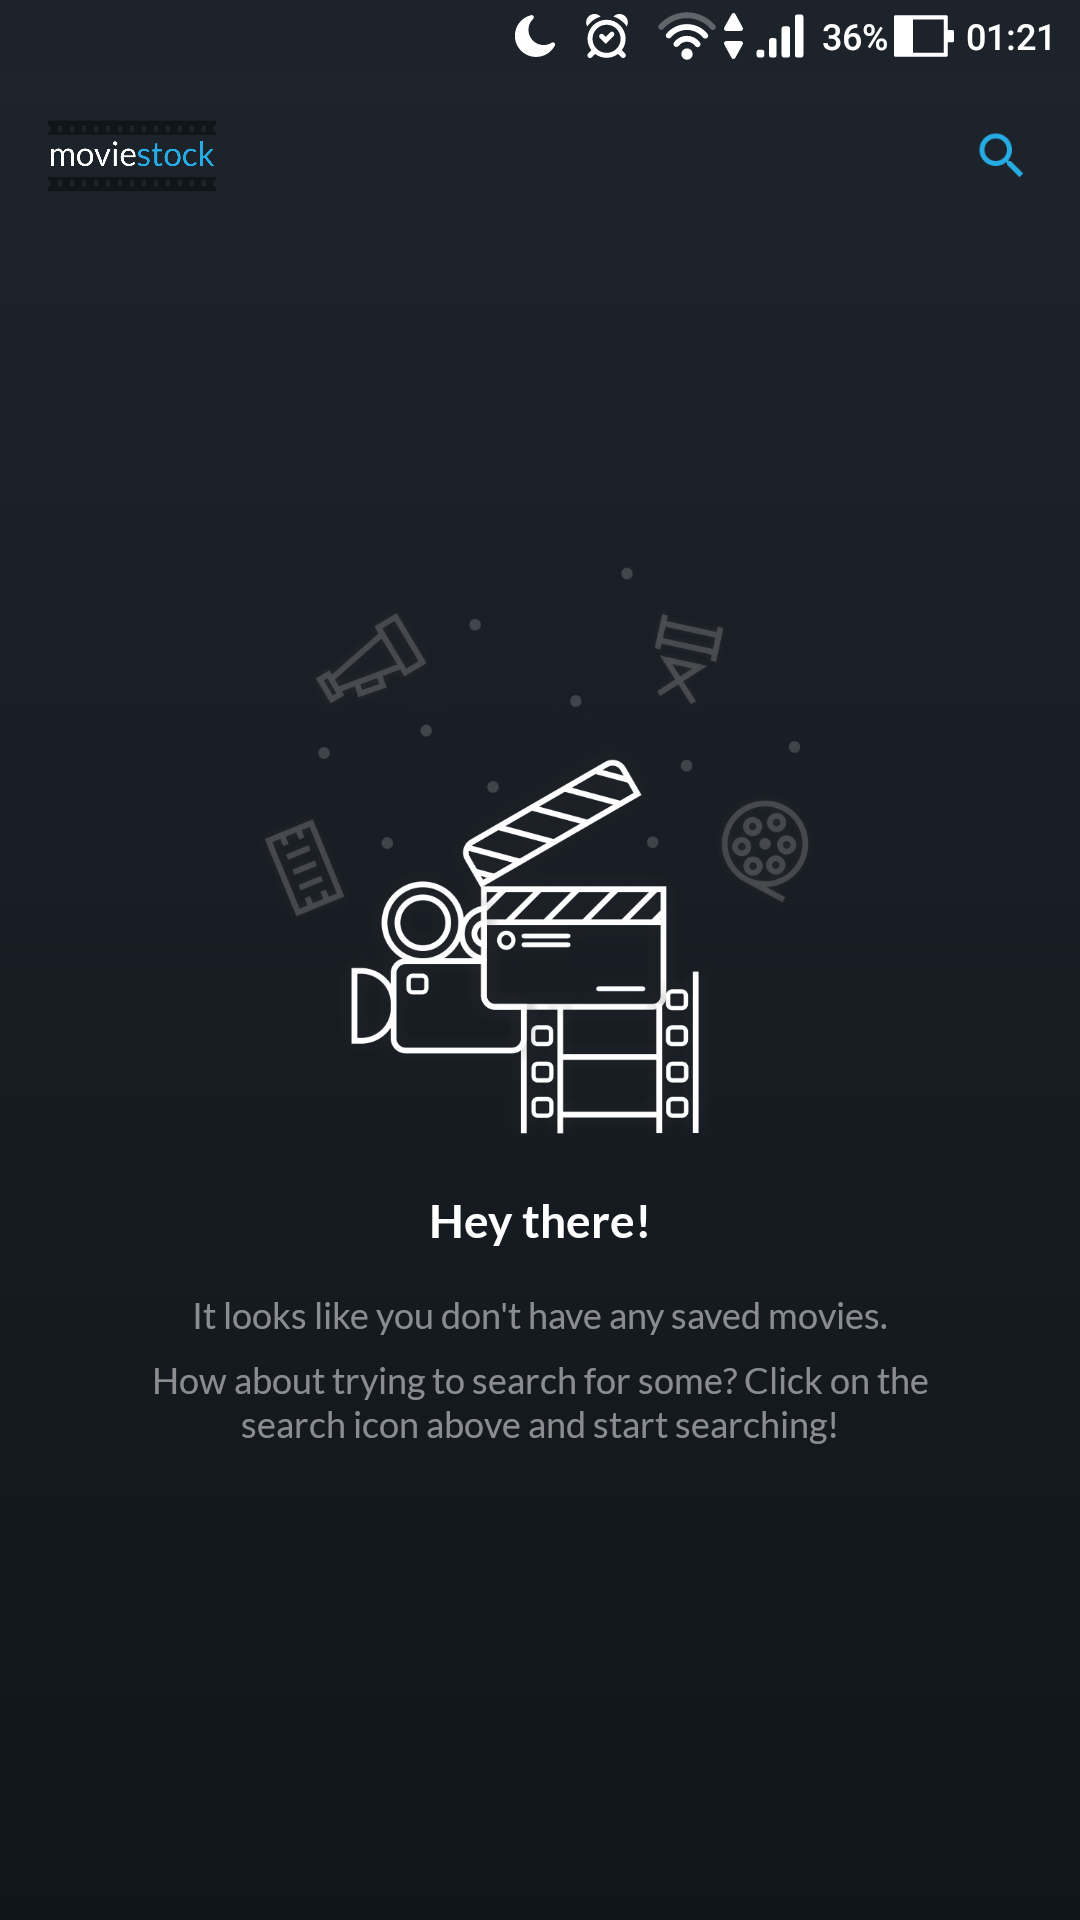 36% 01:21
moviestock
Hey there!
It looks like you don't have any saved movies.
How about trying to search for some? Click on the
search icon above and start searching!